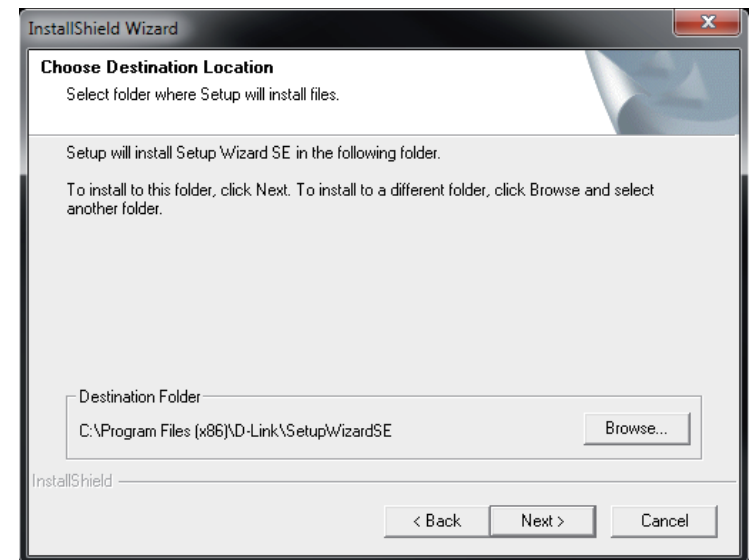 InstallShield Wizard
Choose Destination Location
Select folder where Setup will install files.
Setup will install Setup Wizard SE in the following folder.
To install to this folder, click Next. To install to a different folder, click Browse and select
another folder.
Destination Folder
C:\Program Files (x86)\D-Link\SetupWizardSE
Browse...
InstallShield
< Back
Next >
Cancel